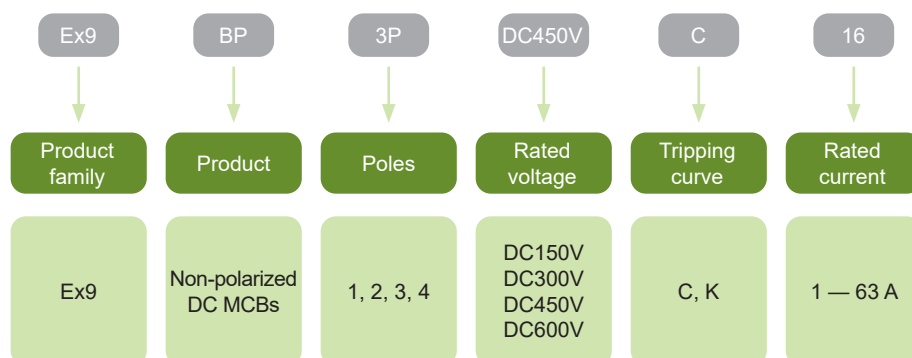 Ex9 BP 3P DC450V C 16
Product family
Product
Poles
Rated voltage
Tripping curve
Rated current
Ex9
Non-polarized
DC MCBs
1, 2, 3, 4
DC150V
DC300V
DC450V
DC600V
C, K
1 — 63 A